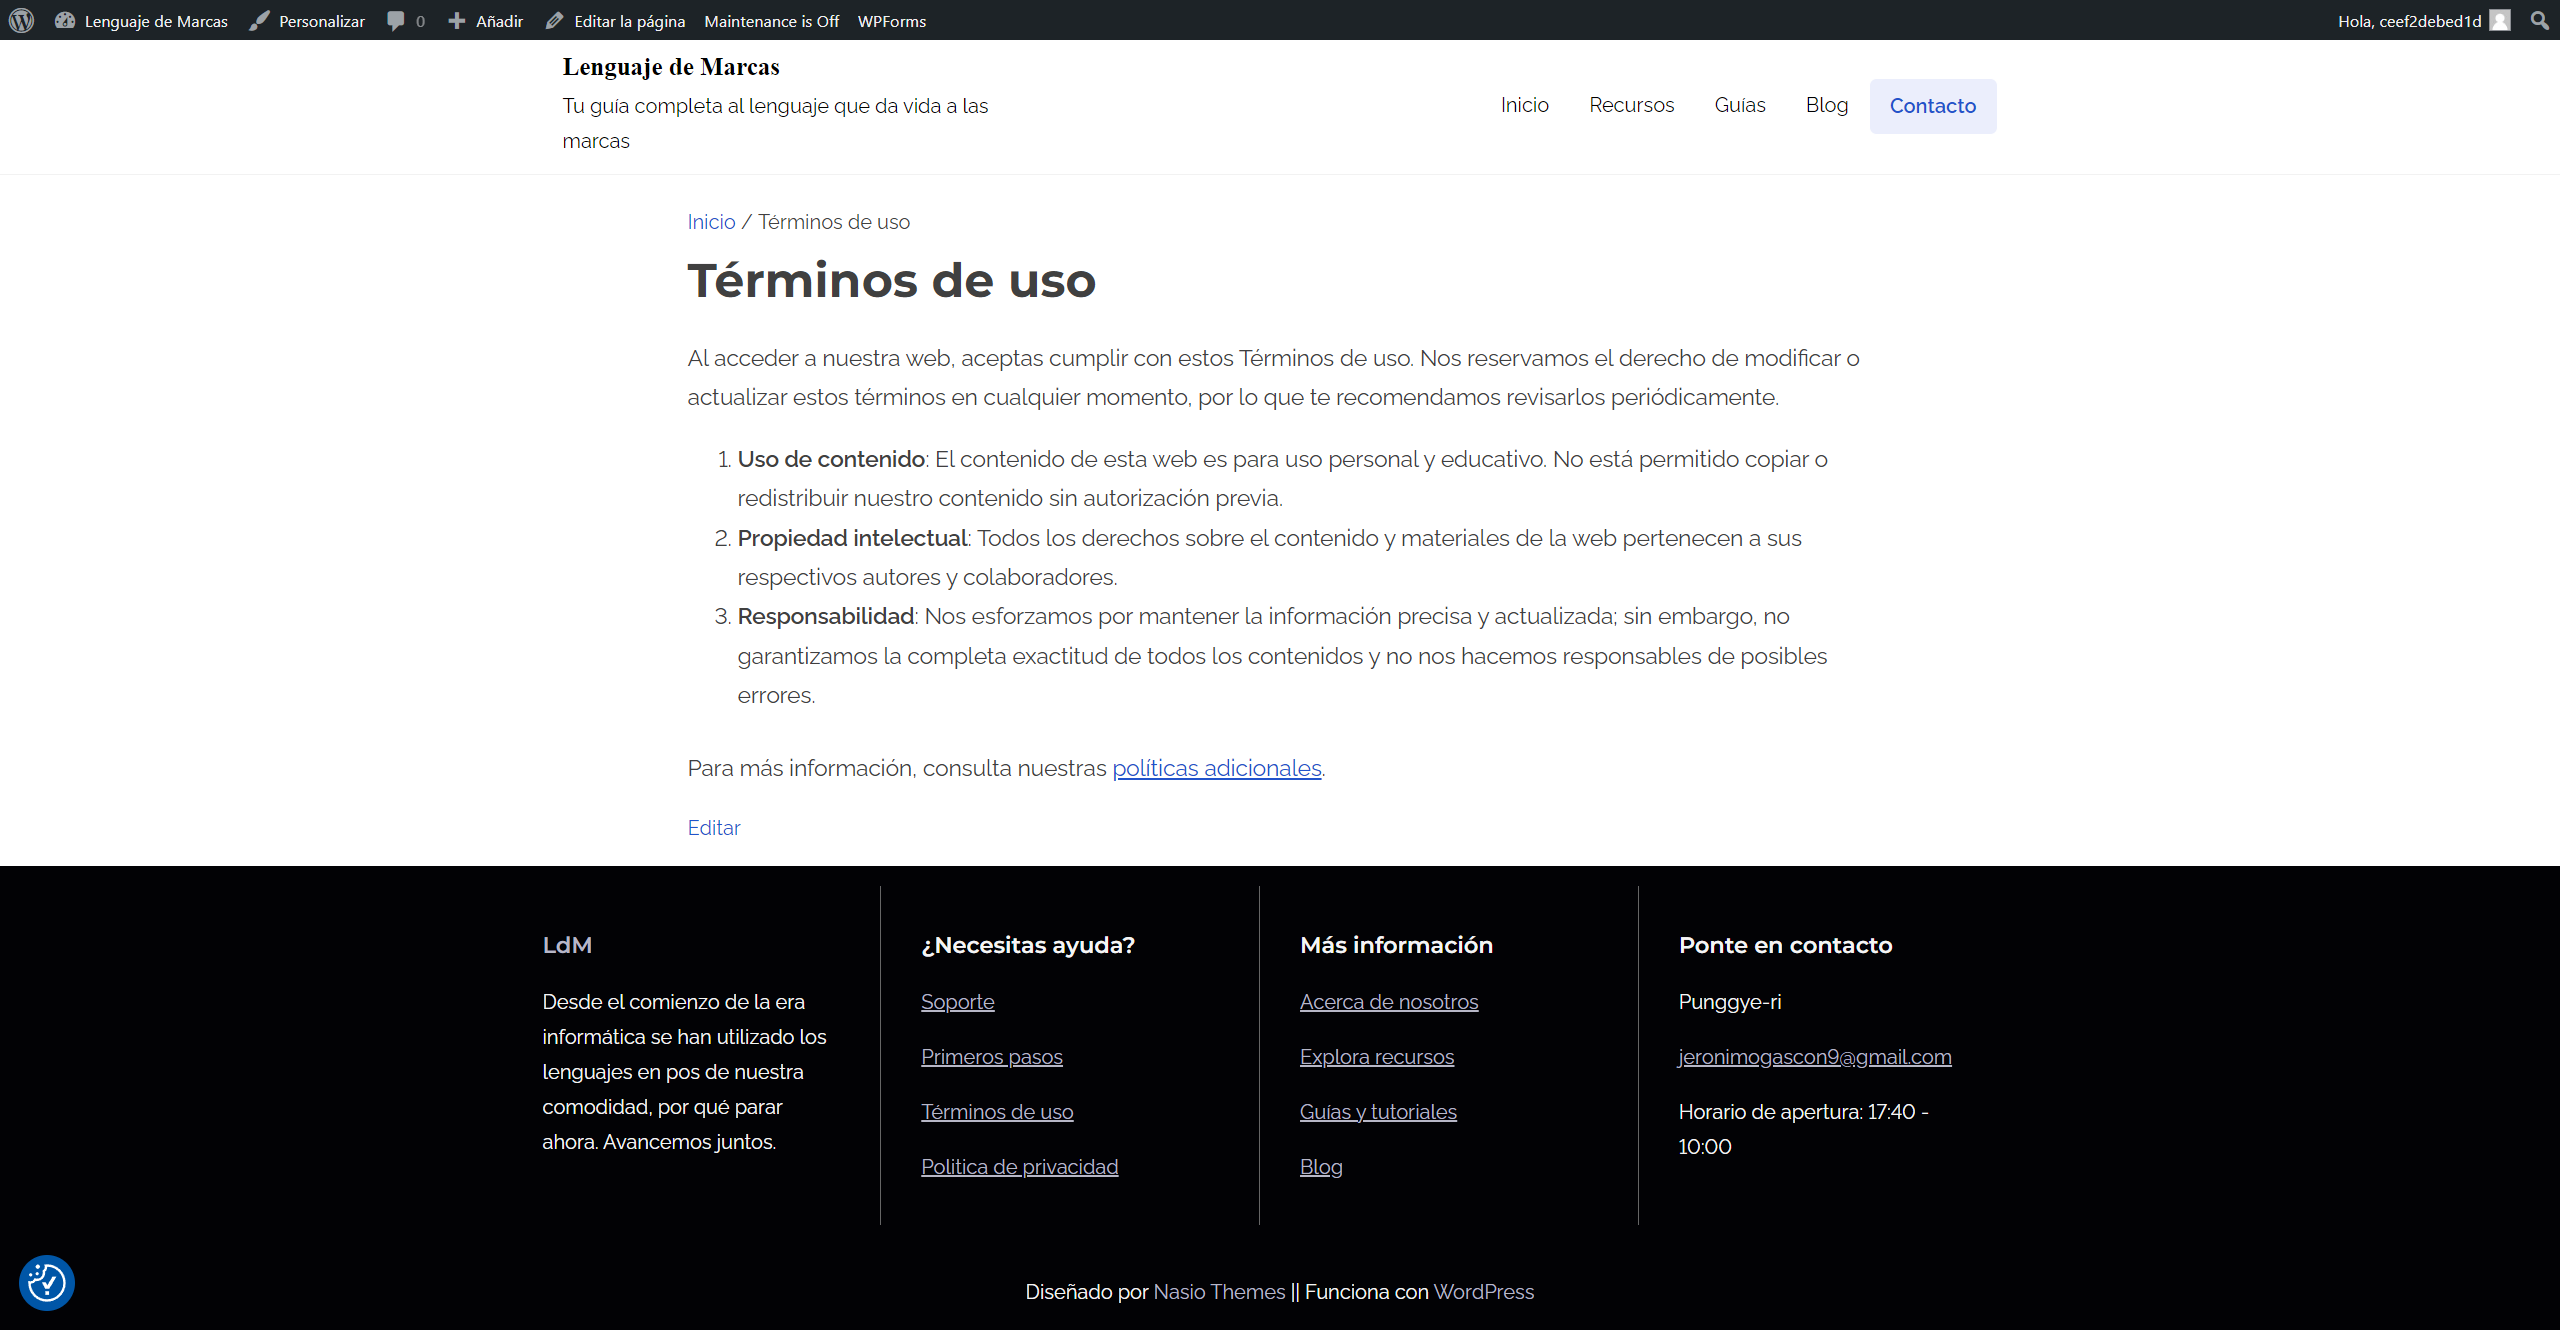 Lenguaje de Marcas
Personalizar
0
Añadir
Editar la página
Maintenance is Off
WPForms
Hola, ceef2debed1d
Lenguaje de Marcas
Tu guía completa al lenguaje que da vida a las
marcas
Inicio
Recursos
Guías
Blog
Contacto
Inicio / Términos de uso
Términos de uso
Al acceder a nuestra web, aceptas cumplir con estos Términos de uso. Nos reservamos el derecho de modificar o
actualizar estos términos en cualquier momento, por lo que te recomendamos revisarlos periódicamente.
1. Uso de contenido: El contenido de esta web es para uso personal y educativo. No está permitido copiar o
redistribuir nuestro contenido sin autorización previa.
2. Propiedad intelectual: Todos los derechos sobre el contenido y materiales de la web pertenecen a sus
respectivos autores y colaboradores.
3. Responsabilidad: Nos esforzamos por mantener la información precisa y actualizada; sin embargo, no
garantizamos la completa exactitud de todos los contenidos y no nos hacemos responsables de posibles
errores.
Para más información, consulta nuestras políticas adicionales.
Editar
LdM
Desde el comienzo de la era
informática se han utilizado los
lenguajes en pos de nuestra
comodidad, por qué parar
ahora. Avancemos juntos.
¿Necesitas ayuda?
Soporte
Primeros pasos
Términos de uso
Politica de privacidad
Más información
Acerca de nosotros
Explora recursos
Guías y tutoriales
Blog
Ponte en contacto
Punggye-ri
jeronimogascon9@gmail.com
Horario de apertura: 17:40 -
10:00
Diseñado por Nasio Themes || Funciona con WordPress